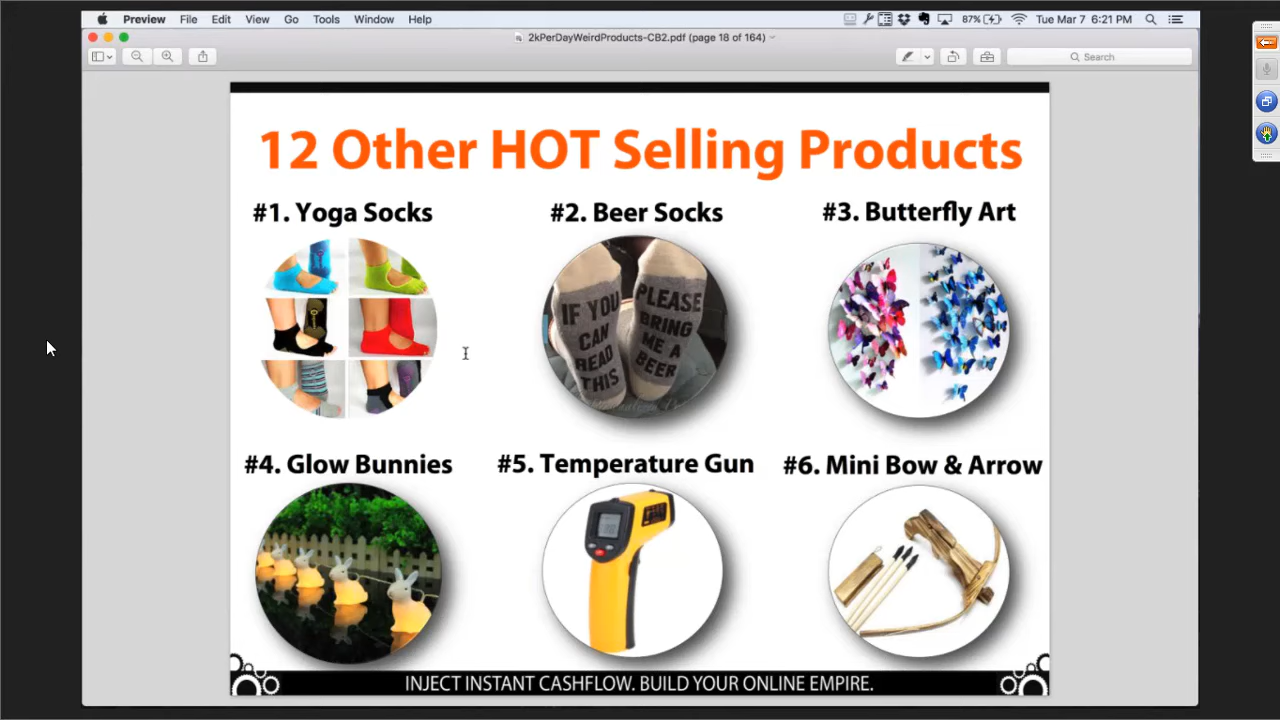 Preview File Edit View Go Tools Window Help 87% Tue Mar 7 6:21 PM
2kPerDayWeirdProducts-CB2.pdf (page 18 of 164)
Search
12 Other HOT Selling Products
#1. Yoga Socks #2. Beer Socks #3. Butterfly Art
IF YOU PLEASE
CAN BRING
READ ME A
THIS BEER
#4. Glow Bunnies #5. Temperature Gun #6. Mini Bow & Arrow
INJECT INSTANT CASHFLOW. BUILD YOUR ONLINE EMPIRE.